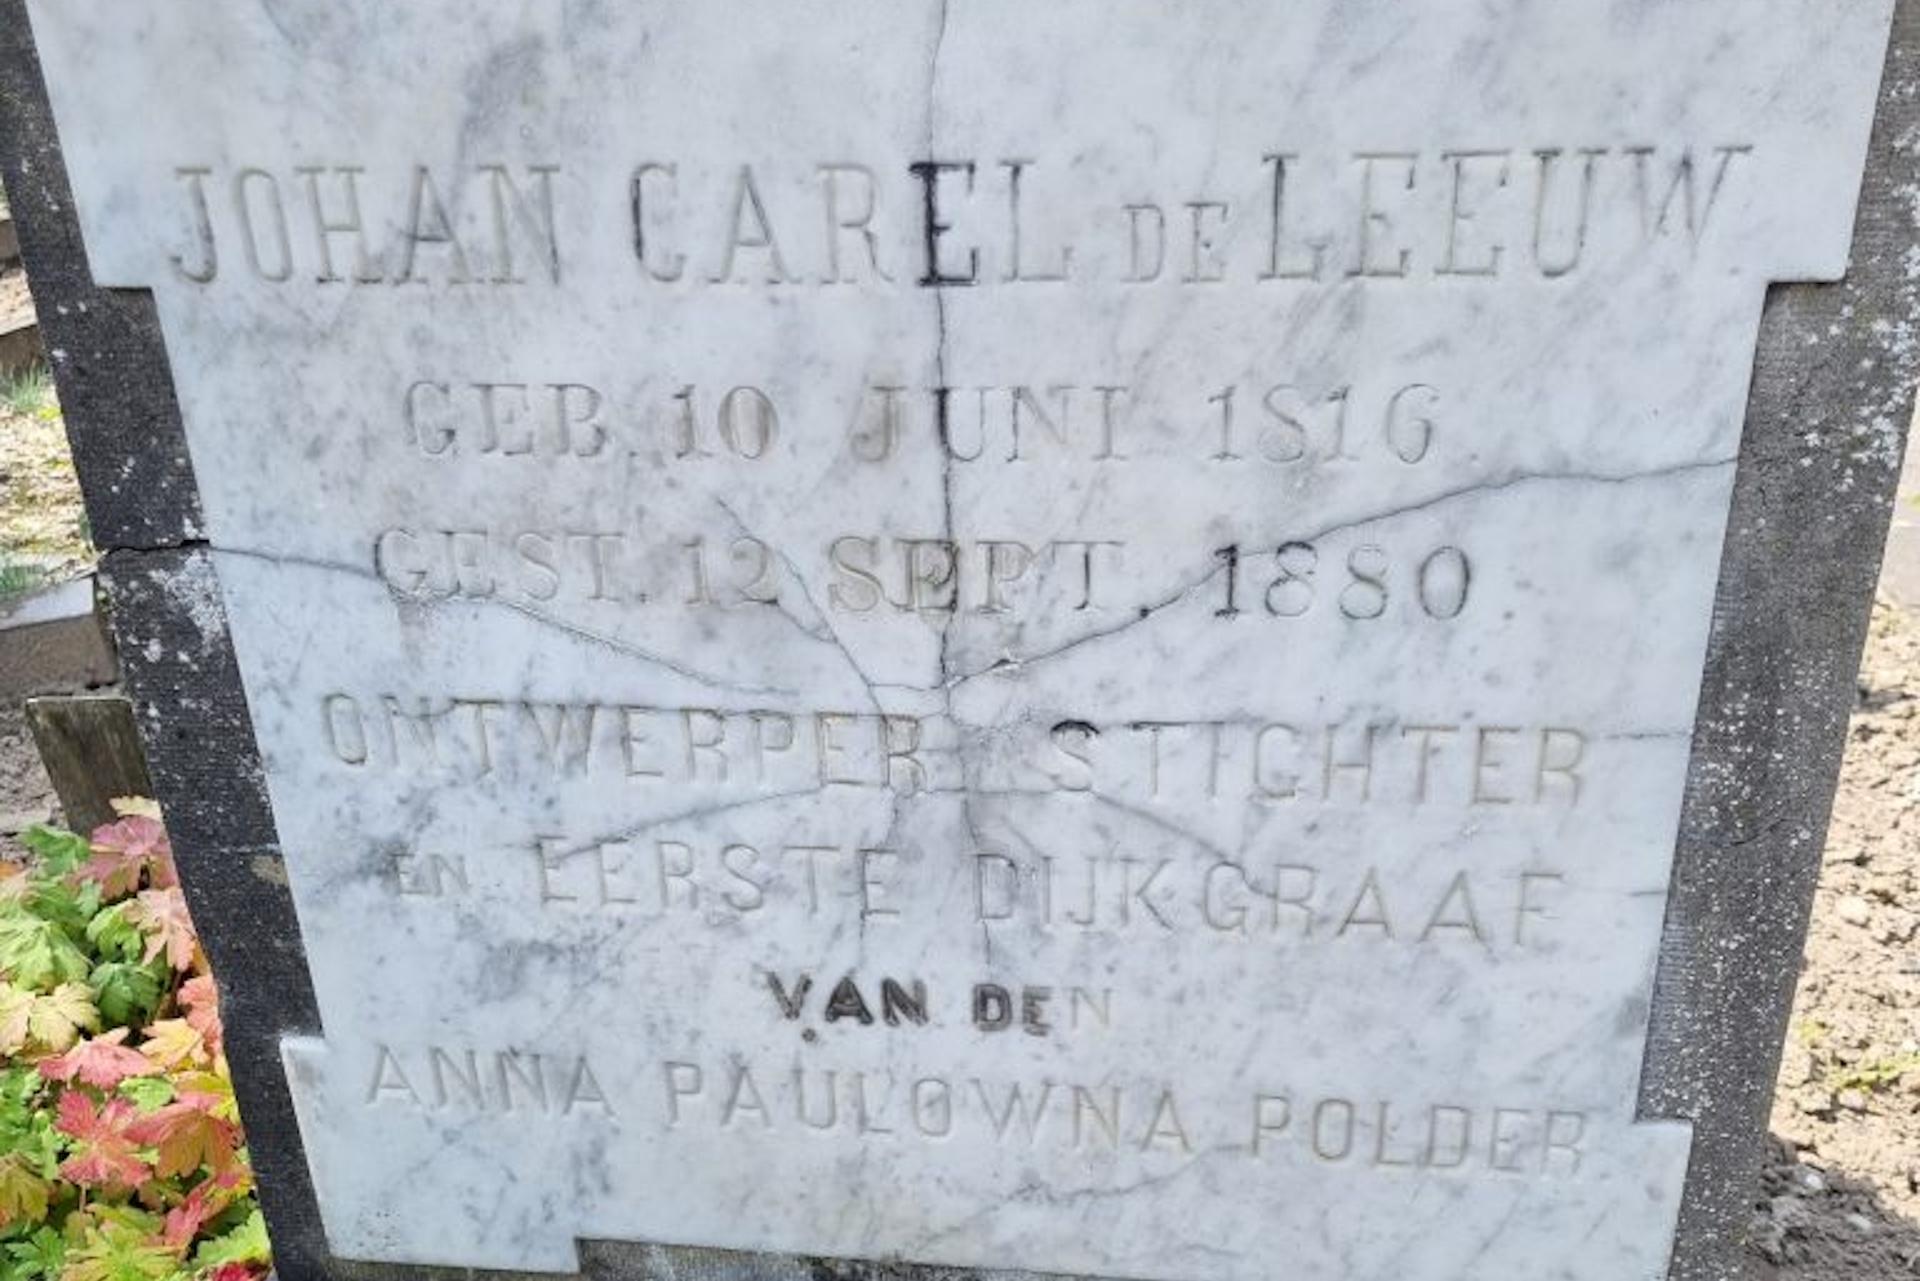 JOHAN CAREL DE LEEUW.
GEB. 10 JUNI 1816.
GEST. 12 SEPT. 1880.
ONTWERPER STICHTER
EN EERSTE DIJKGRAAF
VAN DEN
ANNA PAULOWNA POLDER